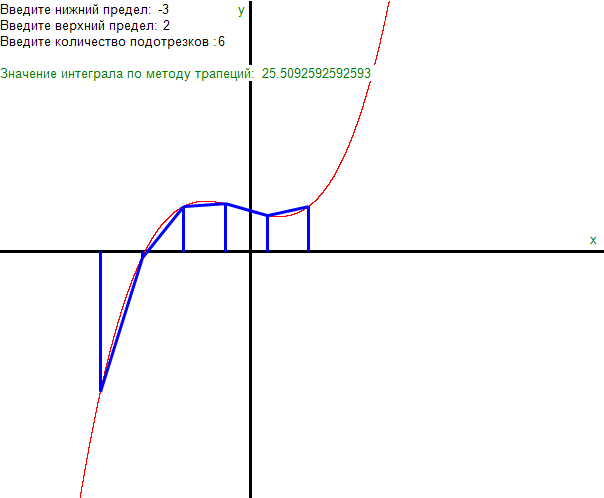 Введите нижний предел: -3
Введите верхний предел: 2
Введите количество подотрезков :6
Значение интеграла по методу трапеций: 25.5092592592593
y
x